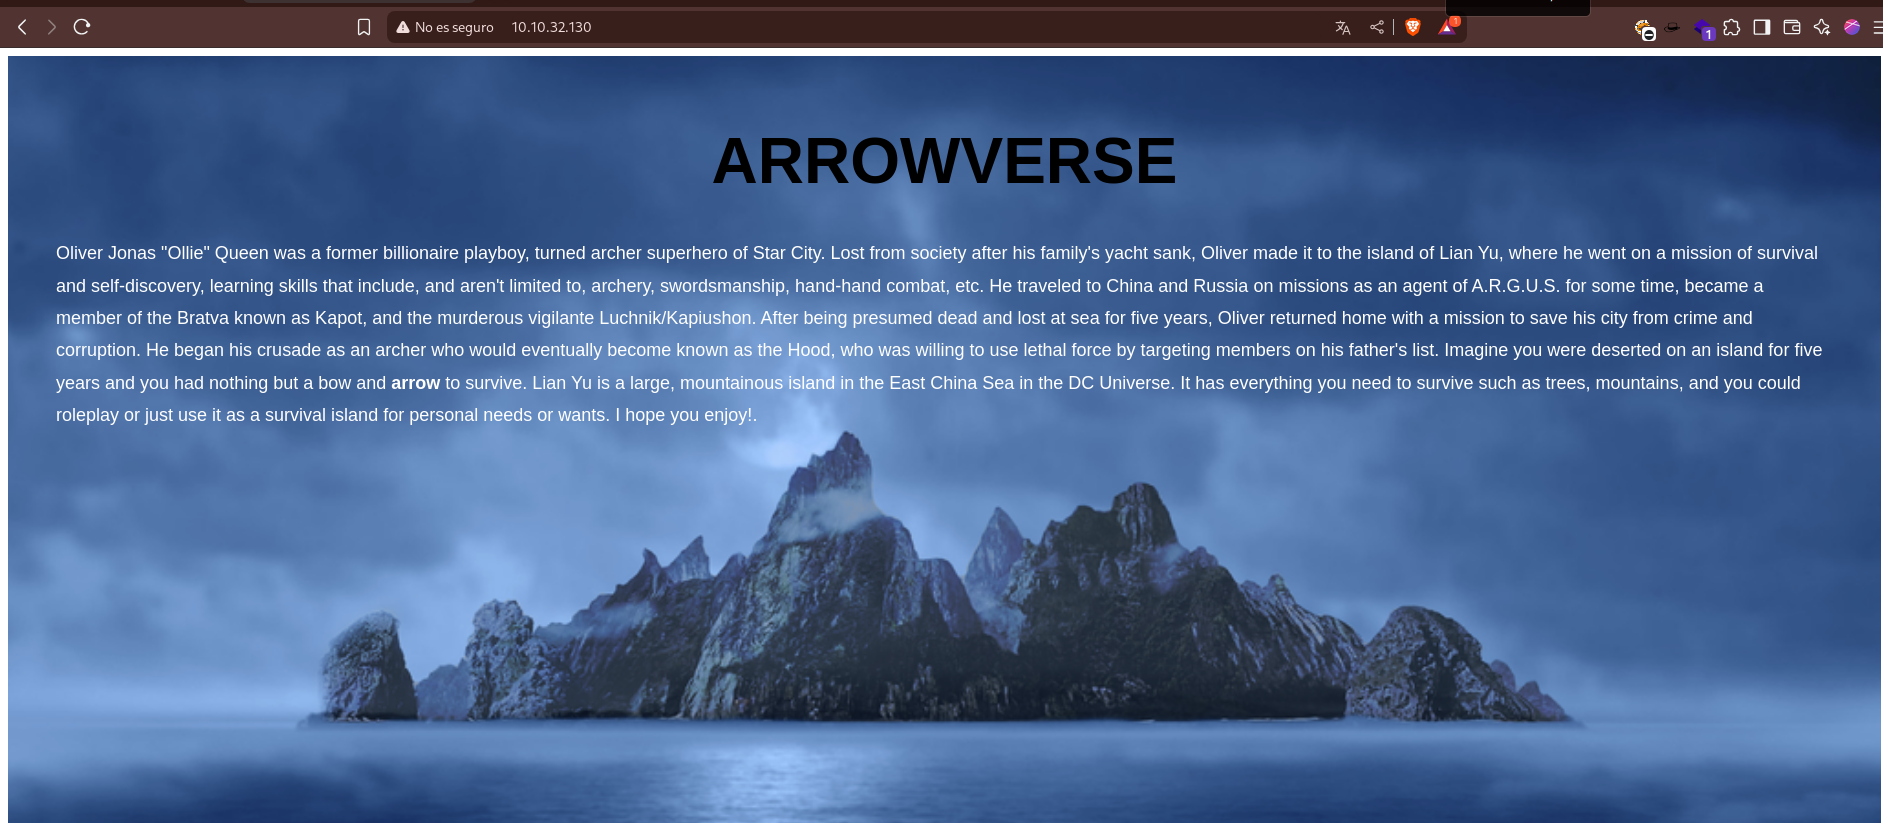 No es seguro 10.10.32.130
1
1
ARROWVERSE
Oliver Jonas "Ollie" Queen was a former billionaire playboy, turned archer superhero of Star City. Lost from society after his family's yacht sank, Oliver made it to the island of Lian Yu, where he went on a mission of survival
and self-discovery, learning skills that include, and aren't limited to, archery, swordsmanship, hand-hand combat, etc. He traveled to China and Russia on missions as an agent of A.R.G.U.S. for some time, became a
member of the Bratva known as Kapot, and the murderous vigilante Luchnik/Kapiushon. After being presumed dead and lost at sea for five years, Oliver returned home with a mission to save his city from crime and
corruption. He began his crusade as an archer who would eventually become known as the Hood, who was willing to use lethal force by targeting members on his father's list. Imagine you were deserted on an island for five
years and you had nothing but a bow and arrow to survive. Lian Yu is a large, mountainous island in the East China Sea in the DC Universe. It has everything you need to survive such as trees, mountains, and you could
roleplay or just use it as a survival island for personal needs or wants. I hope you enjoy!.